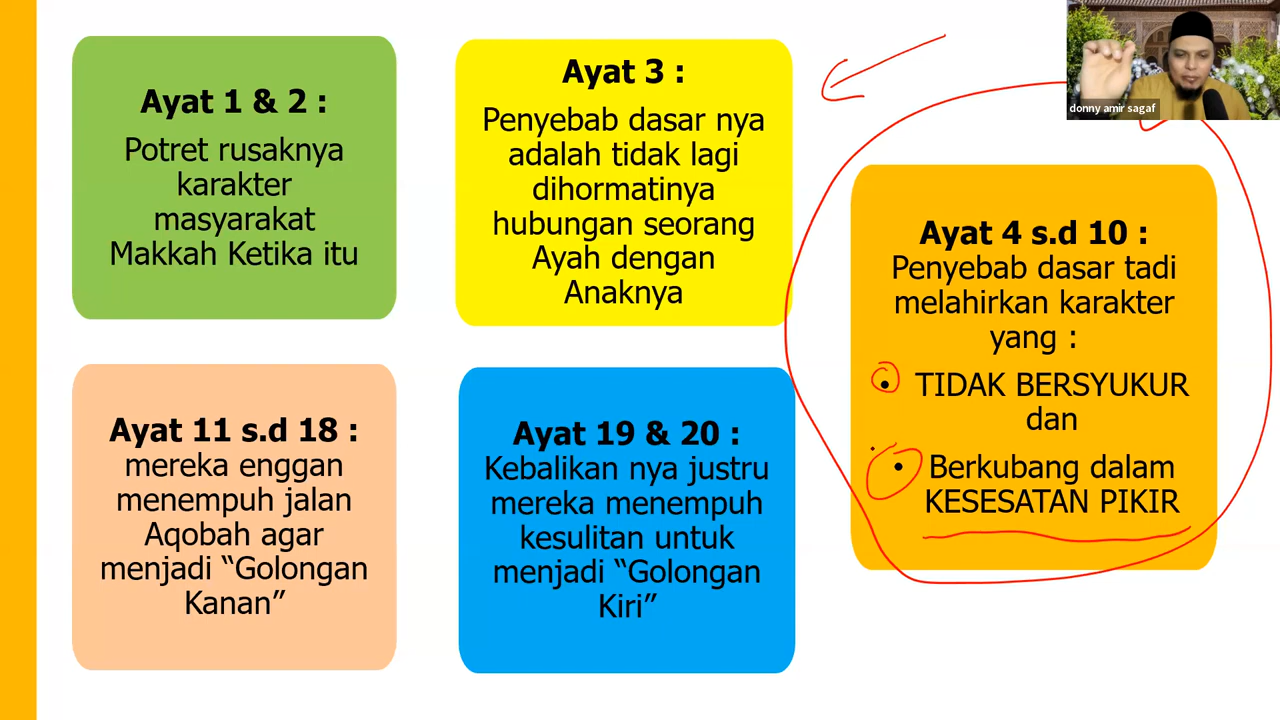 Ayat 1 & 2 :
Potret rusaknya
karakter
masyarakat
Makkah Ketika itu
Ayat 3 :
Penyebab dasar nya
adalah tidak lagi
dihormatinya
hubungan seorang
Ayah dengan
Anaknya
donny amir sagaf
Ayat 4 s.d 10 :
Penyebab dasar tadi
melahirkan karakter
yang :
• TIDAK BERSYUKUR
dan
• Berkubang dalam
KESESATAN PIKIR
Ayat 11 s.d 18 :
mereka enggan
menempuh jalan
Aqobah agar
menjadi “Golongan
Kanan”
Ayat 19 & 20 :
Kebalikan nya justru
mereka menempuh
kesulitan untuk
menjadi “Golongan
Kiri”